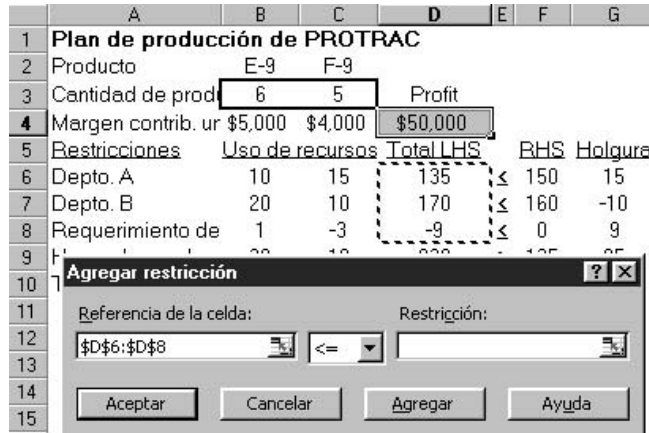 A B C D E F G
1 Plan de producción de PROTRAC
2 Producto E-9 F-9
3 Cantidad de prod 6 5 Profit
4 Margen contrib. ur $5,000 $4,000 $50,000
5 Restricciones Uso de recursos Total LHS RHS Holgura
6 Depto. A 10 15 135 ≤ 150 15
7 Depto. B 20 10 170 ≤ 160 -10
8 Requerimiento de 1 -3 -9 ≤ 0 9
9
10
Agregar restricción ? ×
11
Referencia de la celda: Restricción:
12
$D$6:$D$8 <=
13
14
Aceptar Cancelar Agregar Ayuda
15